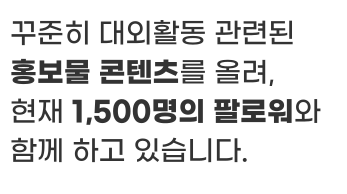 꾸준히 대외활동 관련된
홍보물 콘텐츠를 올려,
현재 1,500명의 팔로워와
함께 하고 있습니다.